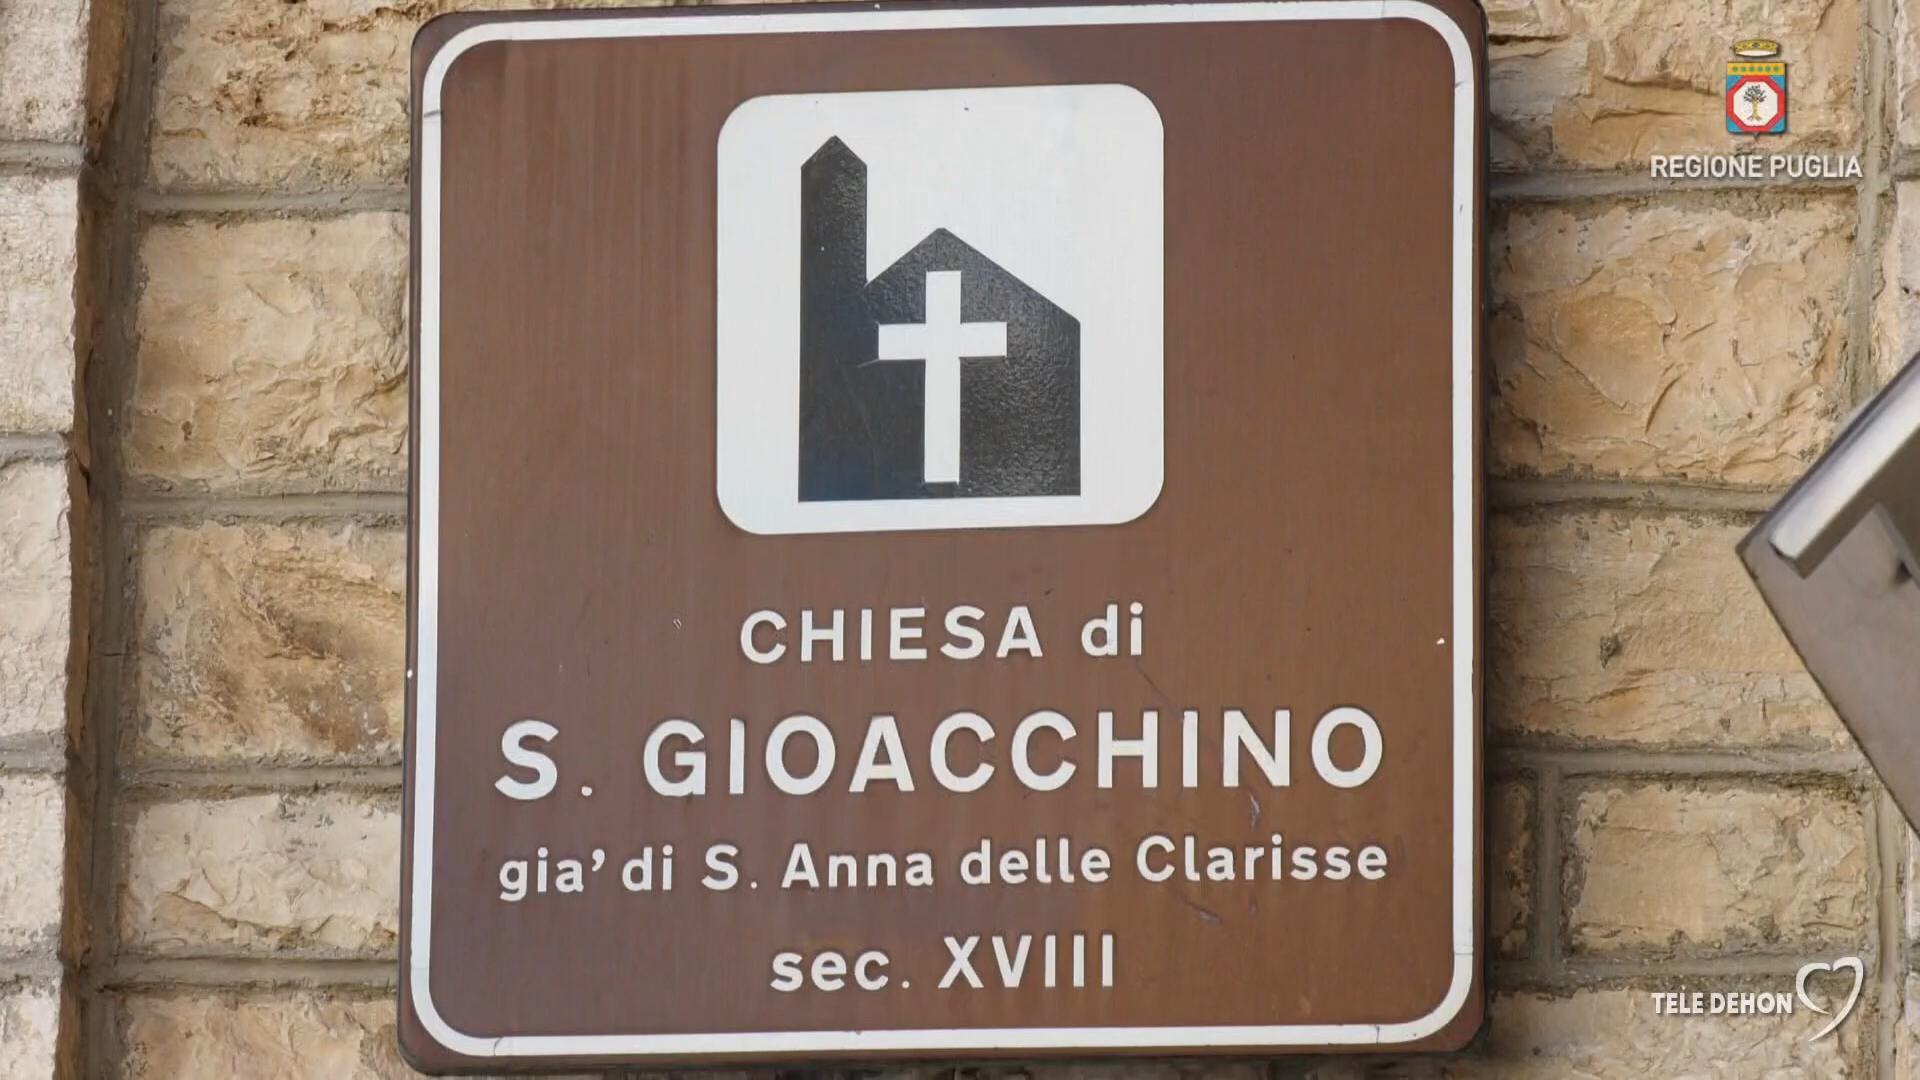 REGIONE PUGLIA
CHIESA di
S. GIOACCHINO
gia' di S. Anna delle Clarisse
sec. XVIII
TELE DEHON